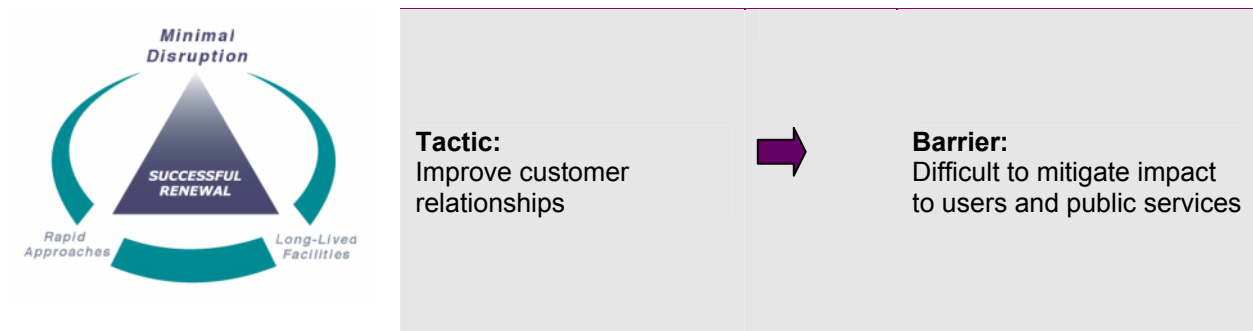 Minimal
Disruption
SUCCESSFUL
RENEWAL
Rapid
Approaches
Long-Lived
Facilities
Tactic:
Improve customer
relationships
Barrier:
Difficult to mitigate impact
to users and public services